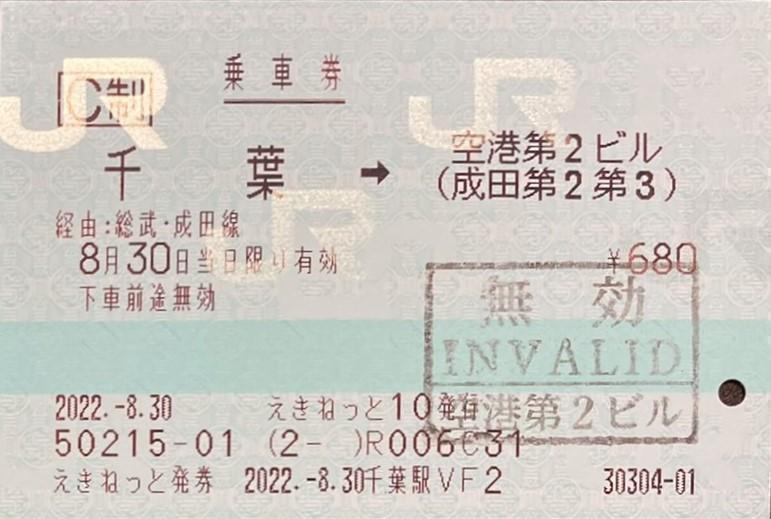 乗車券
C制
千葉 → 空港第2ビル
(成田第2第3)
経由:総武・成田線
8月30日当日限り有効 ¥680
下車前途無効
無効
INVALID
空港第2ビル
2022.-8.30 えきねっと10発行
50215-01 (2- )R006C31
えきねっと発券 2022.-8.30千葉駅VF2 30304-01
JR
JR
JR